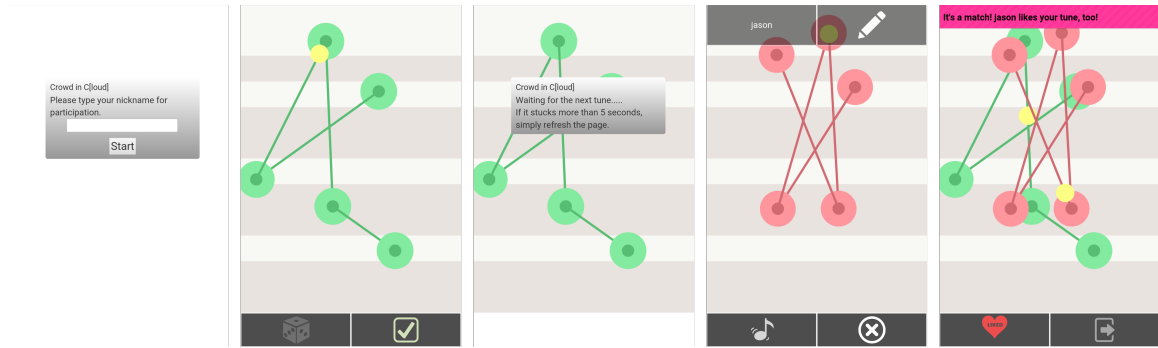 Crowd in C[loud]
Please type your nickname for
participation.
Start
Crowd in C[loud]
Waiting for the next tune.....
If it stucks more than 5 seconds,
simply refresh the page.
jason
It's a match! jason likes your tune, too!
LIKED